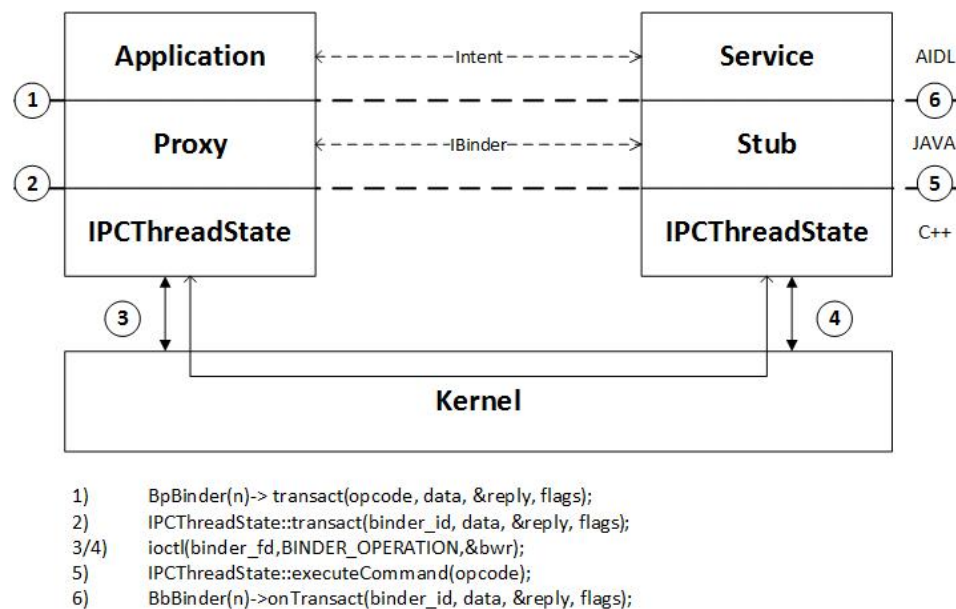 Application
Intent
Service
AIDL
1
6
Proxy
IBinder
Stub
JAVA
2
5
IPCThreadState
IPCThreadState
C++
3
4
Kernel
1) BpBinder(n)-> transact(opcode, data, &reply, flags);
2) IPCThreadState::transact(binder_id, data, &reply, flags);
3/4) ioctl(binder_fd,BINDER_OPERATION,&bwr);
5) IPCThreadState::executeCommand(opcode);
6) BbBinder(n)->onTransact(binder_id, data, &reply, flags);